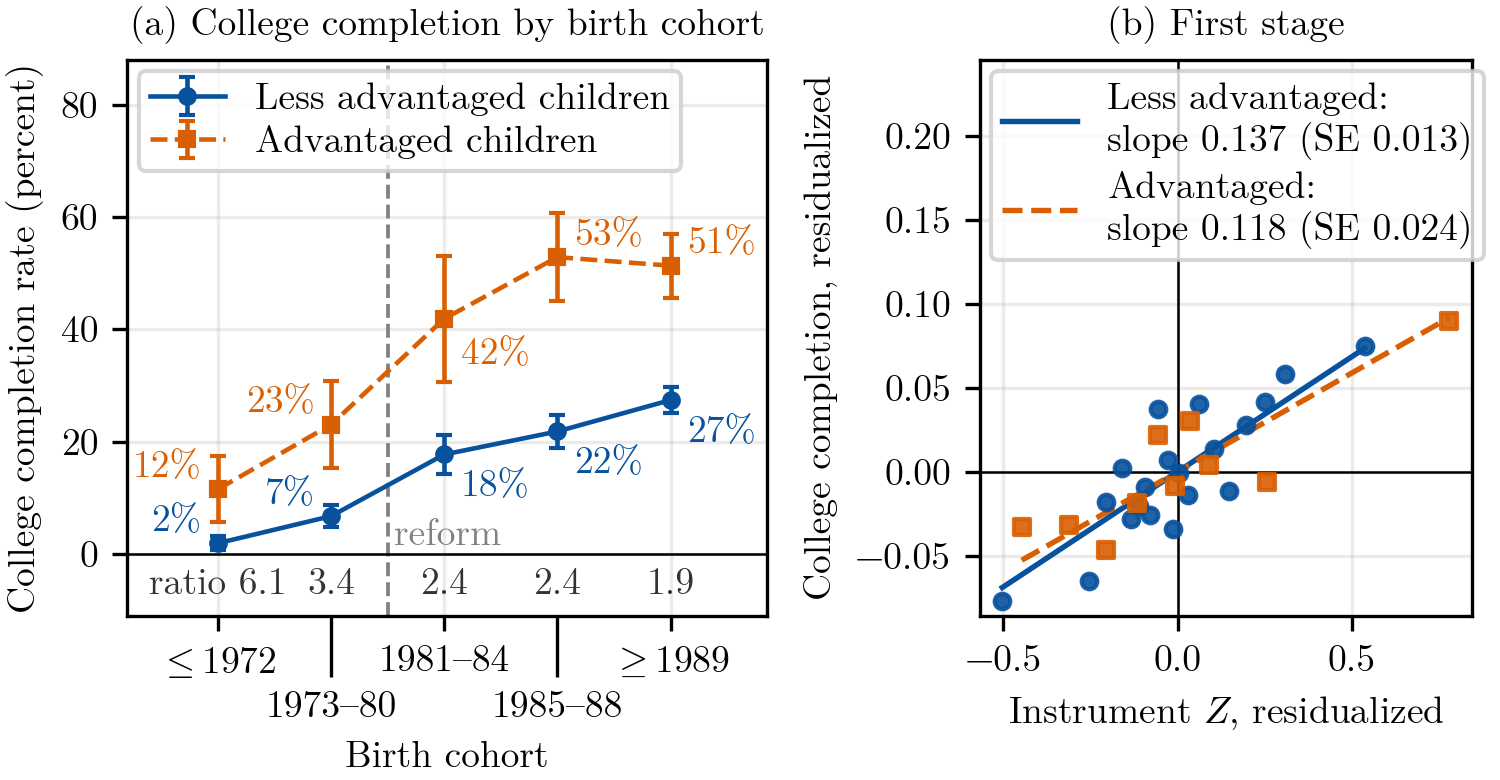 (a) College completion by birth cohort
College completion rate (percent)
80
60
40
20
0
Less advantaged children
Advantaged children
12%
23%
42%
53%
51%
2%
7%
18%
22%
27%
reform
ratio 6.1 3.4 2.4 2.4 1.9
≤ 1972
1973–80
1981–84
1985–88
≥ 1989
Birth cohort
(b) First stage
College completion, residualized
0.20
0.15
0.10
0.05
0.00
−0.05
Less advantaged:
slope 0.137 (SE 0.013)
Advantaged:
slope 0.118 (SE 0.024)
−0.5 0.0 0.5
Instrument Z, residualized